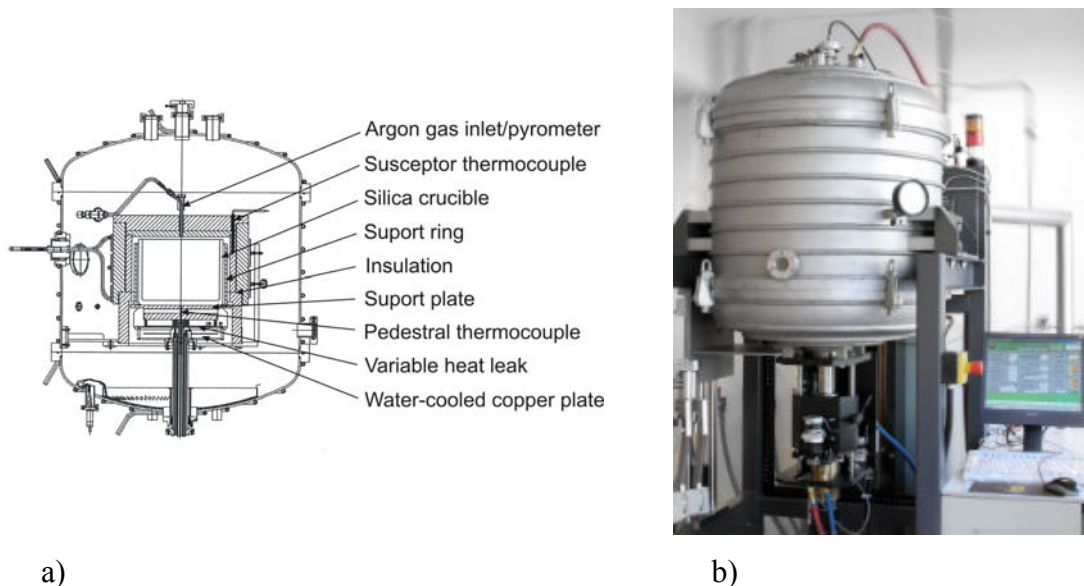 Argon gas inlet/pyrometer
Susceptor thermocouple
Silica crucible
Suport ring
Insulation
Suport plate
Pedestral thermocouple
Variable heat leak
Water-cooled copper plate
a)
b)